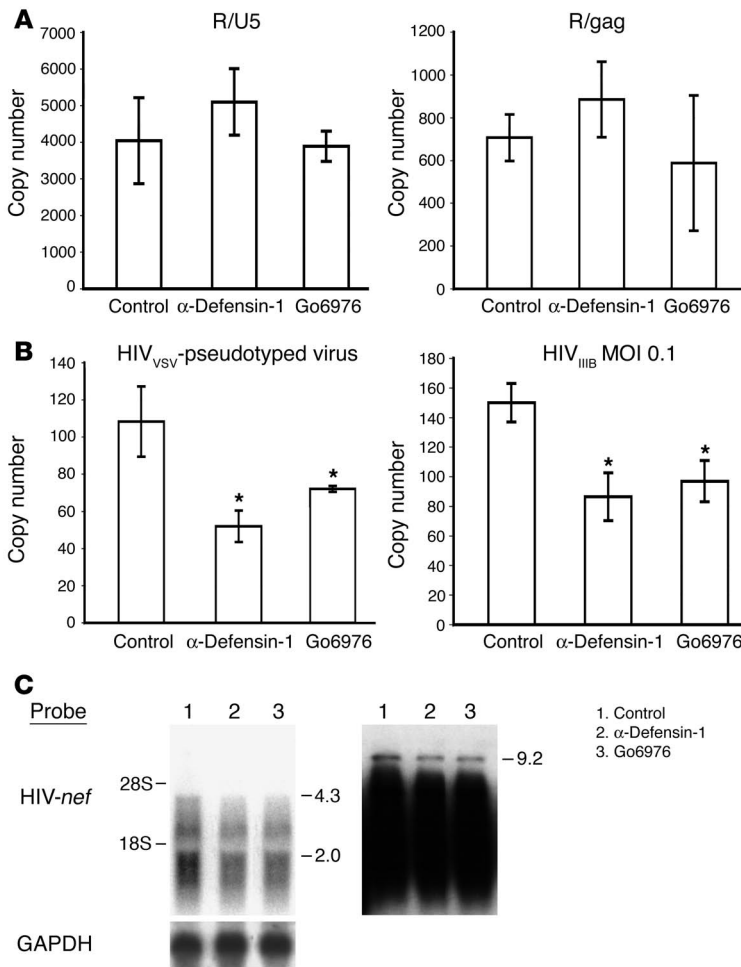 A
R/U5
Copy number
7000
6000
5000
4000
3000
2000
1000
0
Control α-Defensin-1 Go6976
R/gag
Copy number
1200
1000
800
600
400
200
0
Control α-Defensin-1 Go6976
B
HIVVSV-pseudotyped virus
Copy number
140
120
100
80
60
40
20
0
* *
Control α-Defensin-1 Go6976
HIVIIIB MOI 0.1
Copy number
180
160
140
120
100
80
60
40
20
0
* *
Control α-Defensin-1 Go6976
C
Probe
1 2 3
HIV-nef
28S–
18S–
–4.3
–2.0
GAPDH
1 2 3
–9.2
1. Control
2. α-Defensin-1
3. Go6976